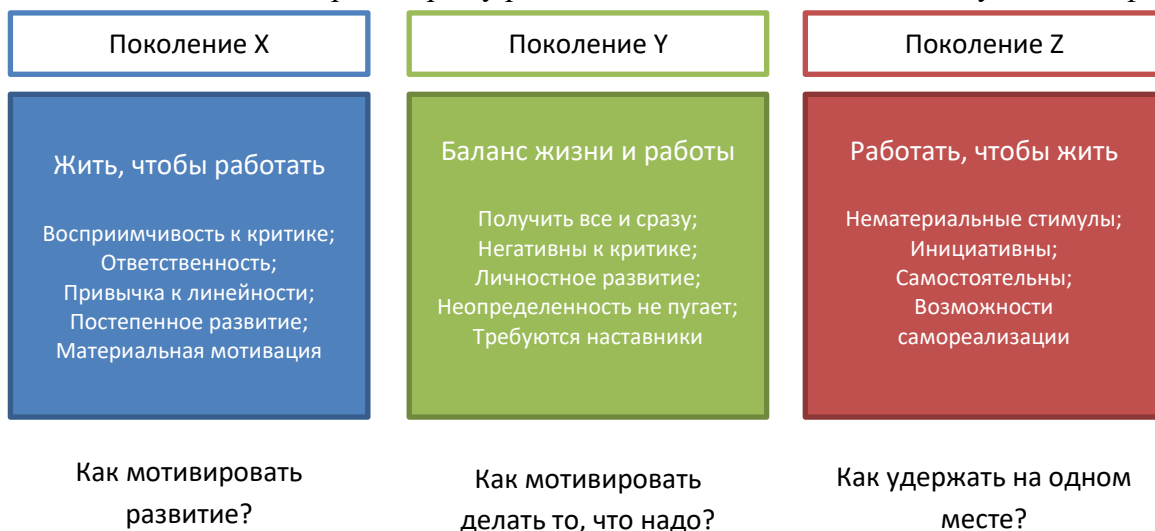 Поколение X
Поколение Y
Поколение Z
Жить, чтобы работать
Восприимчивость к критике;
Ответственность;
Привычка к линейности;
Постепенное развитие;
Материальная мотивация
Баланс жизни и работы
Получить все и сразу;
Негативны к критике;
Личностное развитие;
Неопределенность не пугает;
Требуются наставники
Работать, чтобы жить
Нематериальные стимулы;
Инициативны;
Самостоятельны;
Возможности
самореализации
Как мотивировать
развитие?
Как мотивировать
делать то, что надо?
Как удержать на одном
месте?